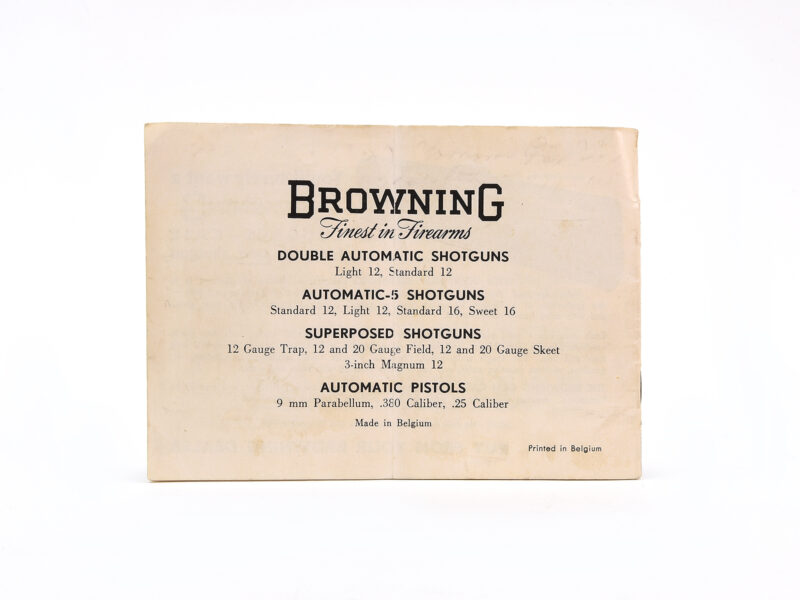 BROWNING
Finest in Firearms
DOUBLE AUTOMATIC SHOTGUNS
Light 12, Standard 12
AUTOMATIC-5 SHOTGUNS
Standard 12, Light 12, Standard 16, Sweet 16
SUPERPOSED SHOTGUNS
12 Gauge Trap, 12 and 20 Gauge Field, 12 and 20 Gauge Skeet
3-inch Magnum 12
AUTOMATIC PISTOLS
9 mm Parabellum, .380 Caliber, .25 Caliber
Made in Belgium
Printed in Belgium